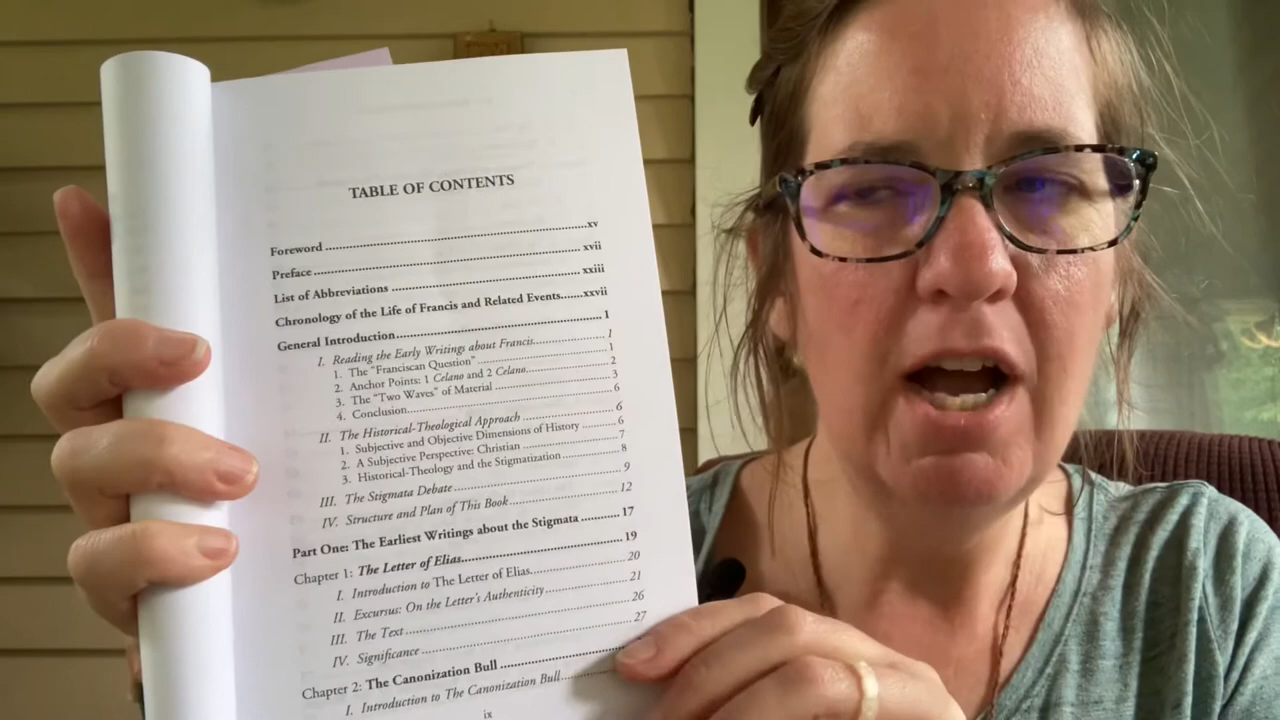 TABLE OF CONTENTS
Foreword ..... xv
Preface ..... xvii
List of Abbreviations ..... xxiii
Chronology of the Life of Francis and Related Events ..... xxvii
General Introduction ..... 1
I. Reading the Early Writings about Francis ..... 1
1. The "Franciscan Question" ..... 1
2. Anchor Points: 1 Celano and 2 Celano ..... 2
3. The "Two Waves" of Material ..... 3
4. Conclusion ..... 6
II. The Historical-Theological Approach ..... 6
1. Subjective and Objective Dimensions of History ..... 6
2. A Subjective Perspective: Christian ..... 7
3. Historical-Theology and the Stigmatization ..... 8
III. The Stigmata Debate ..... 9
IV. Structure and Plan of This Book ..... 12
Part One: The Earliest Writings about the Stigmata ..... 17
Chapter 1: The Letter of Elias ..... 19
I. Introduction to The Letter of Elias ..... 20
II. Excursus: On the Letter's Authenticity ..... 21
III. The Text ..... 26
IV. Significance ..... 27
Chapter 2: The Canonization Bull .....
I. Introduction to The Canonization Bull .....
ix